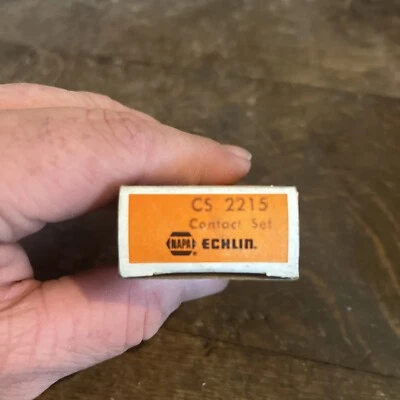 CS 2215
Contact Set
NAPA ECHLIN.